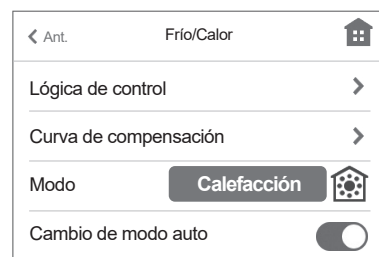 Ant. Frío/Calor
Lógica de control
Curva de compensación
Modo Calefacción
Cambio de modo auto